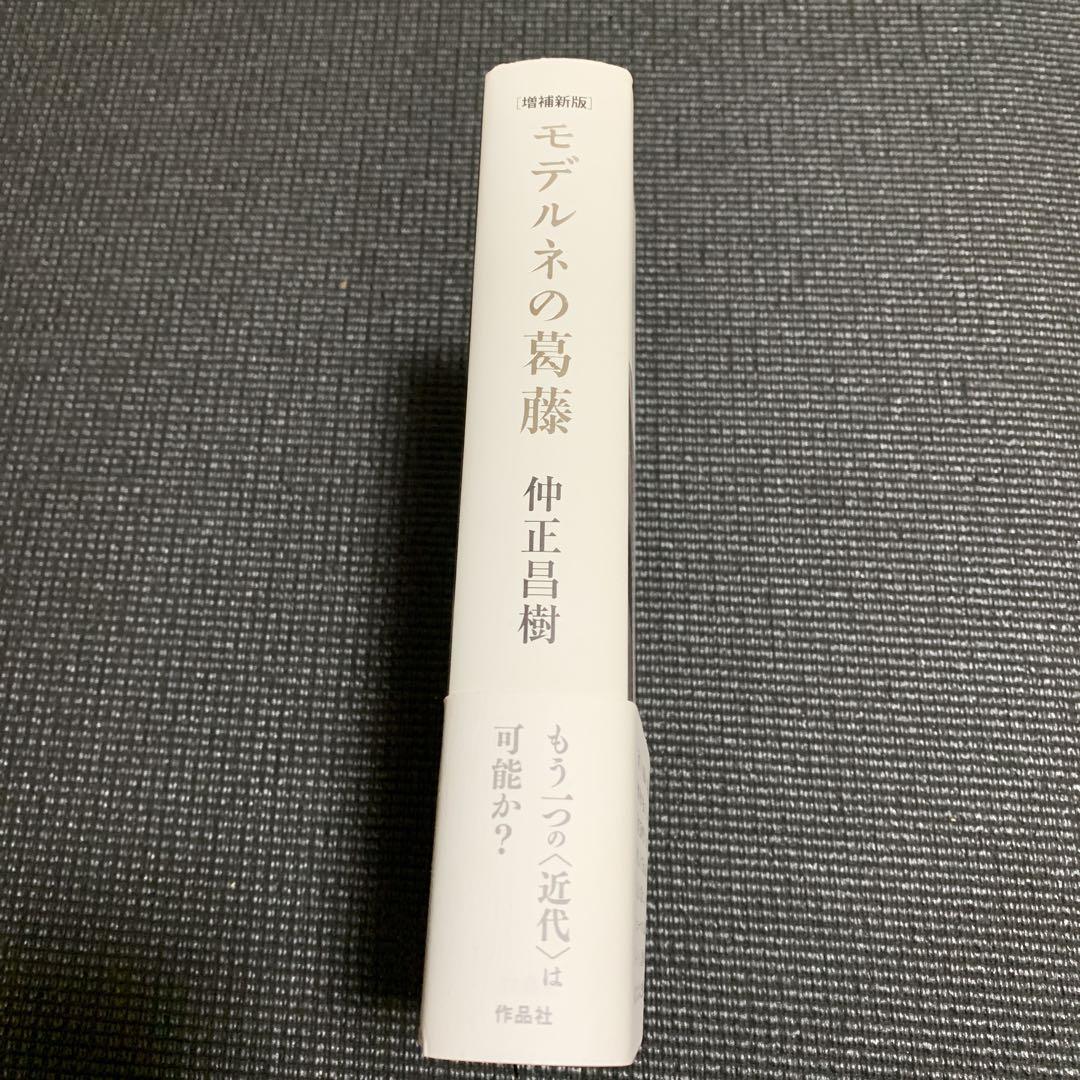 ［増補新版］
モデルネの葛藤
仲正昌樹
もう一つの〈近代〉は
可能か？
作品社